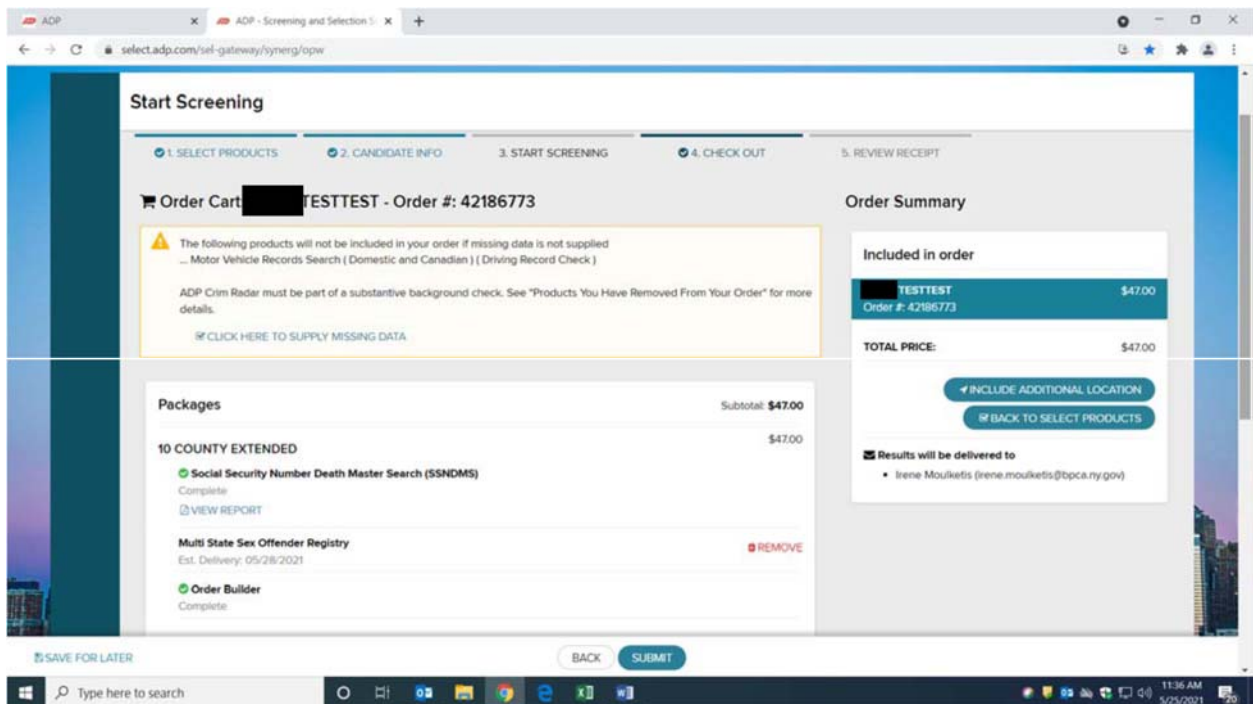 ADP
ADP - Screening and Selection S
select.adp.com/sel-gateway/synerg/opw
Start Screening
1. SELECT PRODUCTS
2. CANDIDATE INFO
3. START SCREENING
4. CHECK OUT
5. REVIEW RECEIPT
Order Cart TESTTEST - Order #: 42186773
The following products will not be included in your order if missing data is not supplied
... Motor Vehicle Records Search ( Domestic and Canadian ) ( Driving Record Check )
ADP Crim Radar must be part of a substantive background check. See "Products You Have Removed From Your Order" for more
details.
CLICK HERE TO SUPPLY MISSING DATA
Packages
Subtotal: $47.00
10 COUNTY EXTENDED
$47.00
Social Security Number Death Master Search (SSNDMS)
Complete
VIEW REPORT
Multi State Sex Offender Registry
REMOVE
Est. Delivery: 05/28/2021
Order Builder
Complete
Order Summary
Included in order
TESTTEST $47.00
Order #: 42186773
TOTAL PRICE: $47.00
INCLUDE ADDITIONAL LOCATION
BACK TO SELECT PRODUCTS
Results will be delivered to
• Irene Moulketis (irene.moulketis@bpca.ny.gov)
SAVE FOR LATER
BACK
SUBMIT
Type here to search
11:36 AM
5/25/2021
20